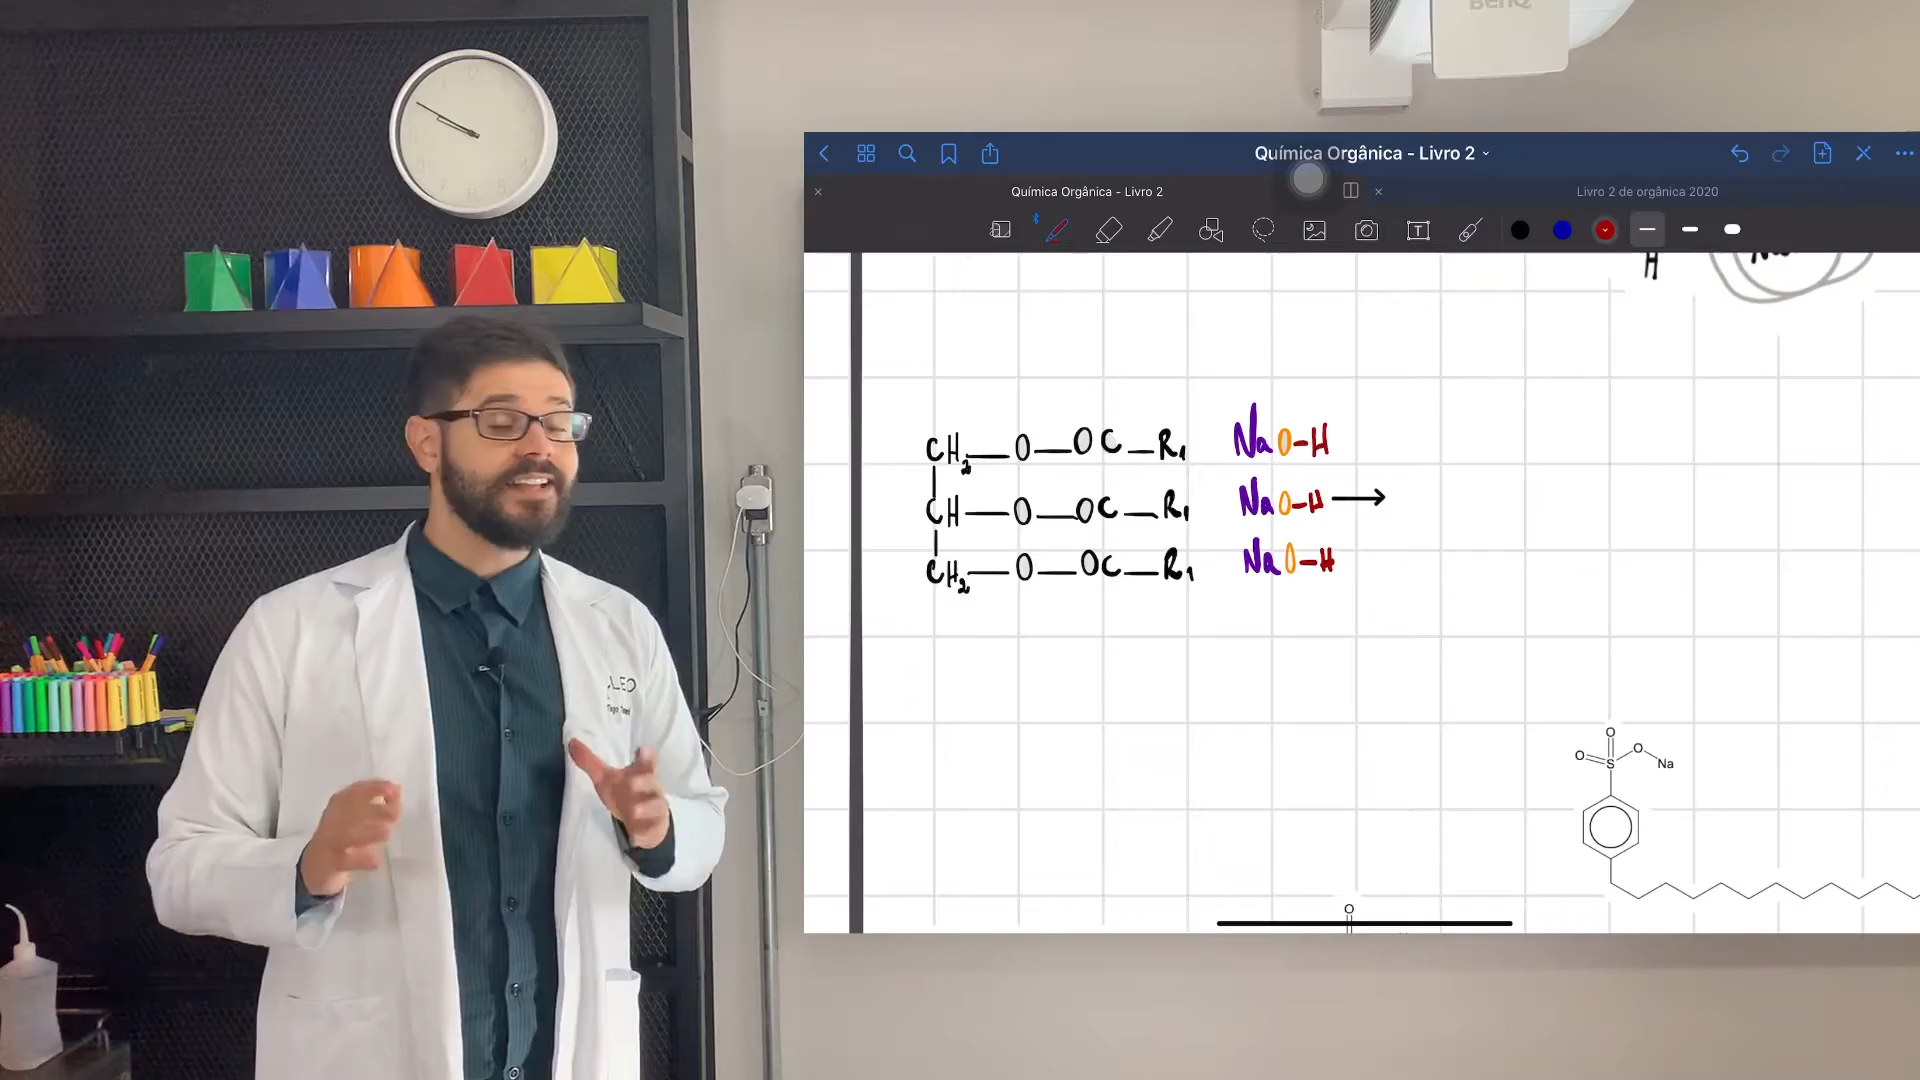 BenQ
Química Orgânica - Livro 2
Química Orgânica - Livro 2
Livro 2 de orgânica 2020
T
H
CH2—O—OC—R1 NaO-H
CH—O—OC—R1 NaO-H →
CH2—O—OC—R1 NaO-H
O
O S O Na
O